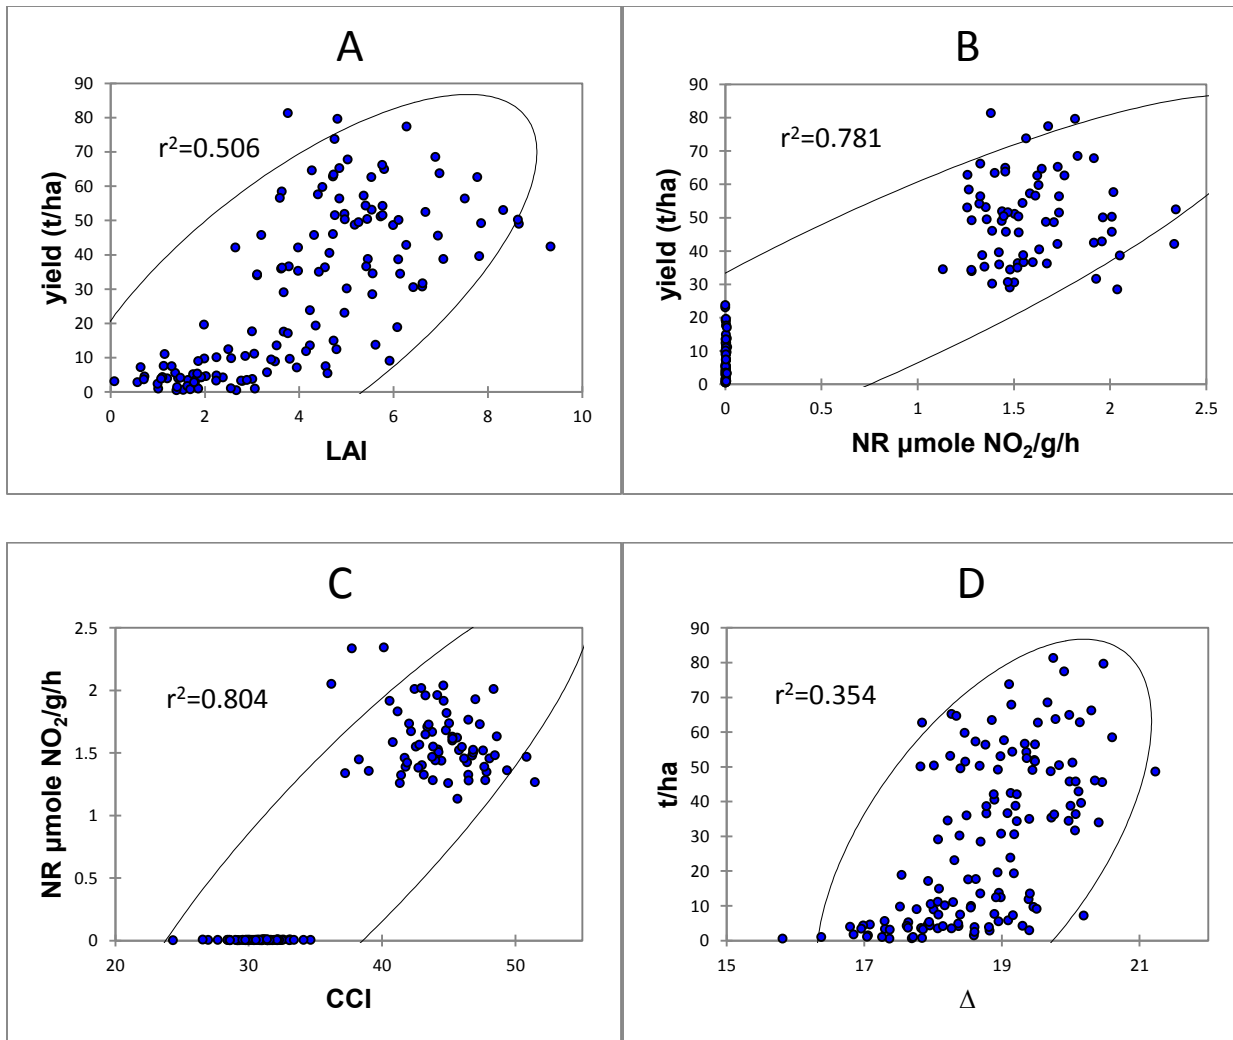 A
90
80
70
60
50
40
30
20
10
0
yield (t/ha)
r²=0.506
0 2 4 6 8 10
LAI
B
90
80
70
60
50
40
30
20
10
0
yield (t/ha)
r²=0.781
0 0.5 1 1.5 2 2.5
NR µmole NO₂/g/h
C
2.5
2
1.5
1
0.5
0
NR µmole NO₂/g/h
r²=0.804
20 30 40 50
CCI
D
90
80
70
60
50
40
30
20
10
0
t/ha
r²=0.354
15 17 19 21
Δ